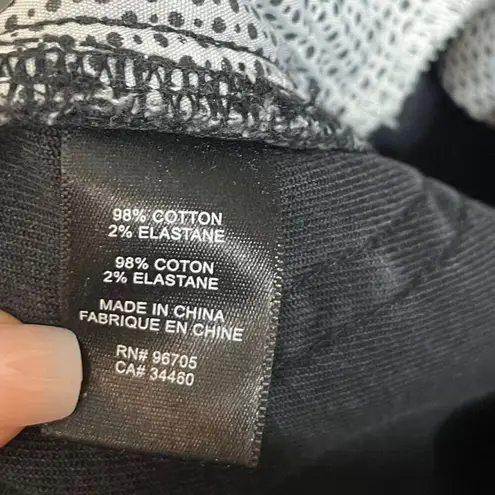 98% COTTON
2% ELASTANE
98% COTON
2% ELASTANE
MADE IN CHINA
FABRIQUE EN CHINE
RN# 96705
CA# 34460